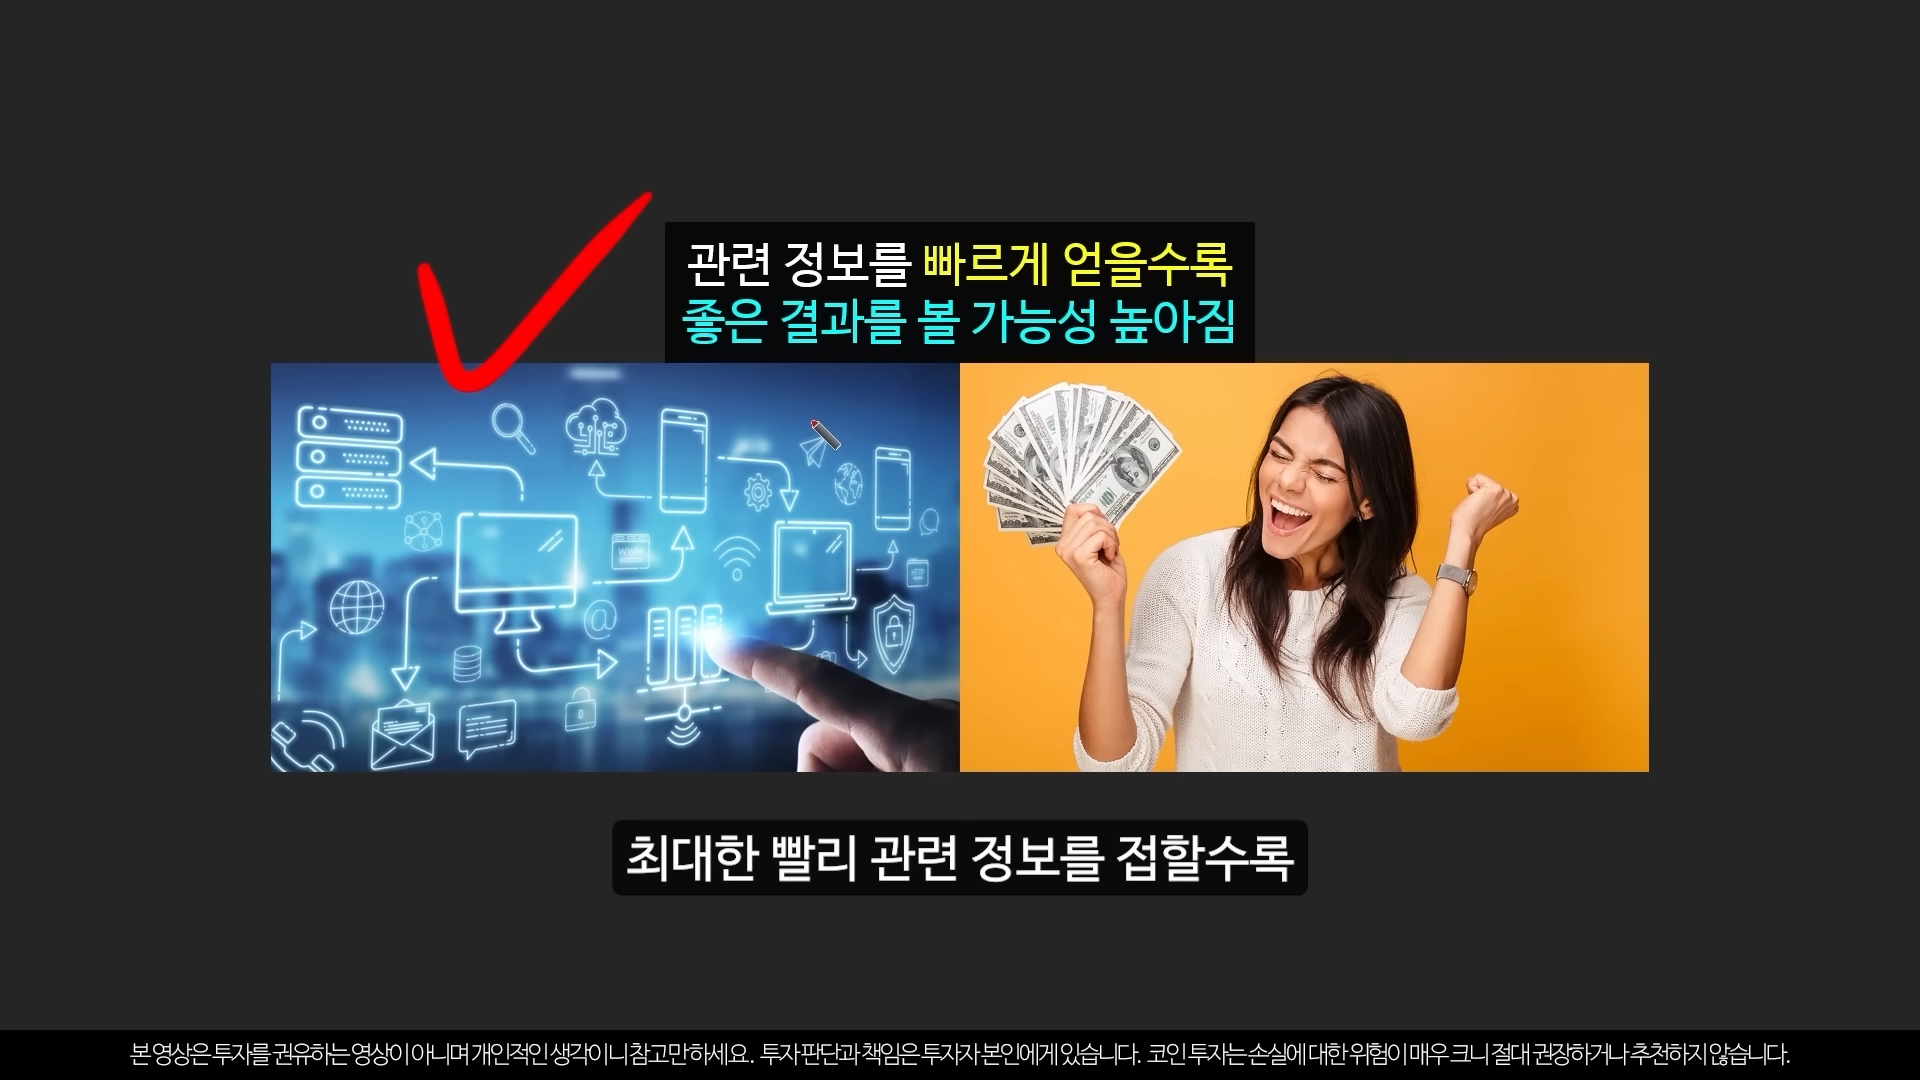 관련 정보를 빠르게 얻을수록
좋은 결과를 볼 가능성 높아짐
WWW
@
HTTP
최대한 빨리 관련 정보를 접할수록
본 영상은 투자를 권유하는 영상이 아니며 개인적인 생각이니 참고만 하세요. 투자 판단과 책임은 투자자 본인에게 있습니다. 코인 투자는 손실에 대한 위험이 매우 크니 절대 권장하거나 추천하지 않습니다.